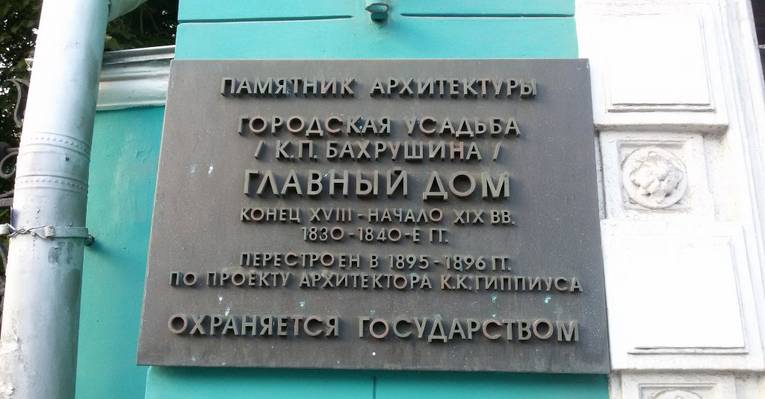 ПАМЯТНИК АРХИТЕКТУРЫ
ГОРОДСКАЯ УСАДЬБА
/ К.П. БАХРУШИНА /
ГЛАВНЫЙ ДОМ
КОНЕЦ XVIII - НАЧАЛО XIX ВВ.
1830-1840-Е ГГ.
ПЕРЕСТРОЕН В 1895-1896 ГГ.
ПО ПРОЕКТУ АРХИТЕКТОРА К.К.ГИППИУСА
ОХРАНЯЕТСЯ ГОСУДАРСТВОМ